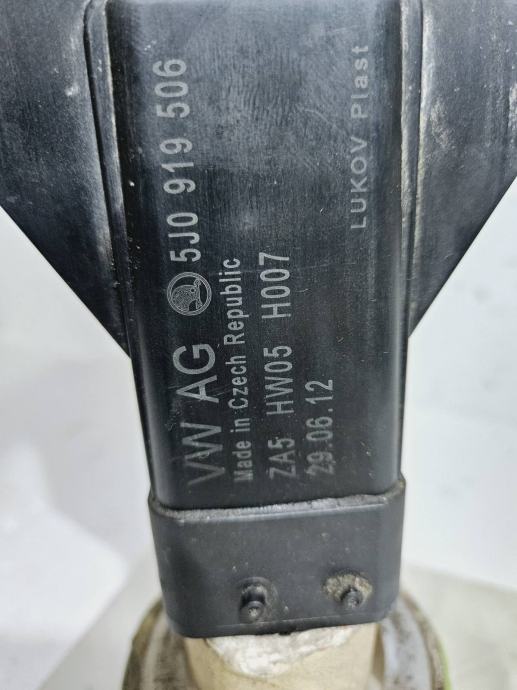 LUKOV Plast
VW AG 5J0 919 506
Made in Czech Republic
ZA5 HW05 H007
29.06.12